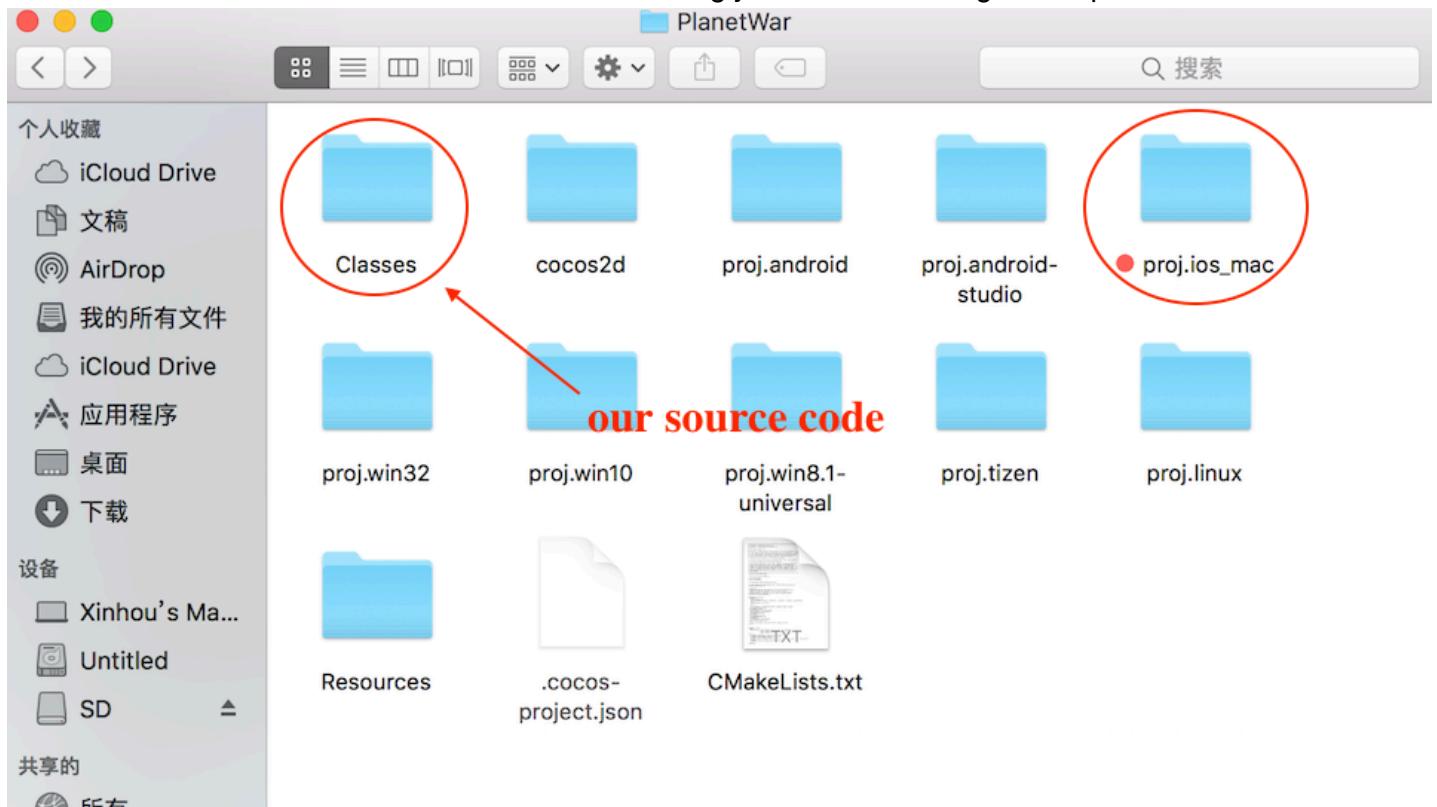 PlanetWar
搜索
个人收藏
iCloud Drive
文稿
AirDrop
我的所有文件
iCloud Drive
应用程序
桌面
下载
设备
Xinhou's Ma...
Untitled
SD
共享的
Classes
cocos2d
proj.android
proj.android-
studio
proj.ios_mac
our source code
proj.win32
proj.win10
proj.win8.1-
universal
proj.tizen
proj.linux
Resources
.cocos-
project.json
TXT
CMakeLists.txt